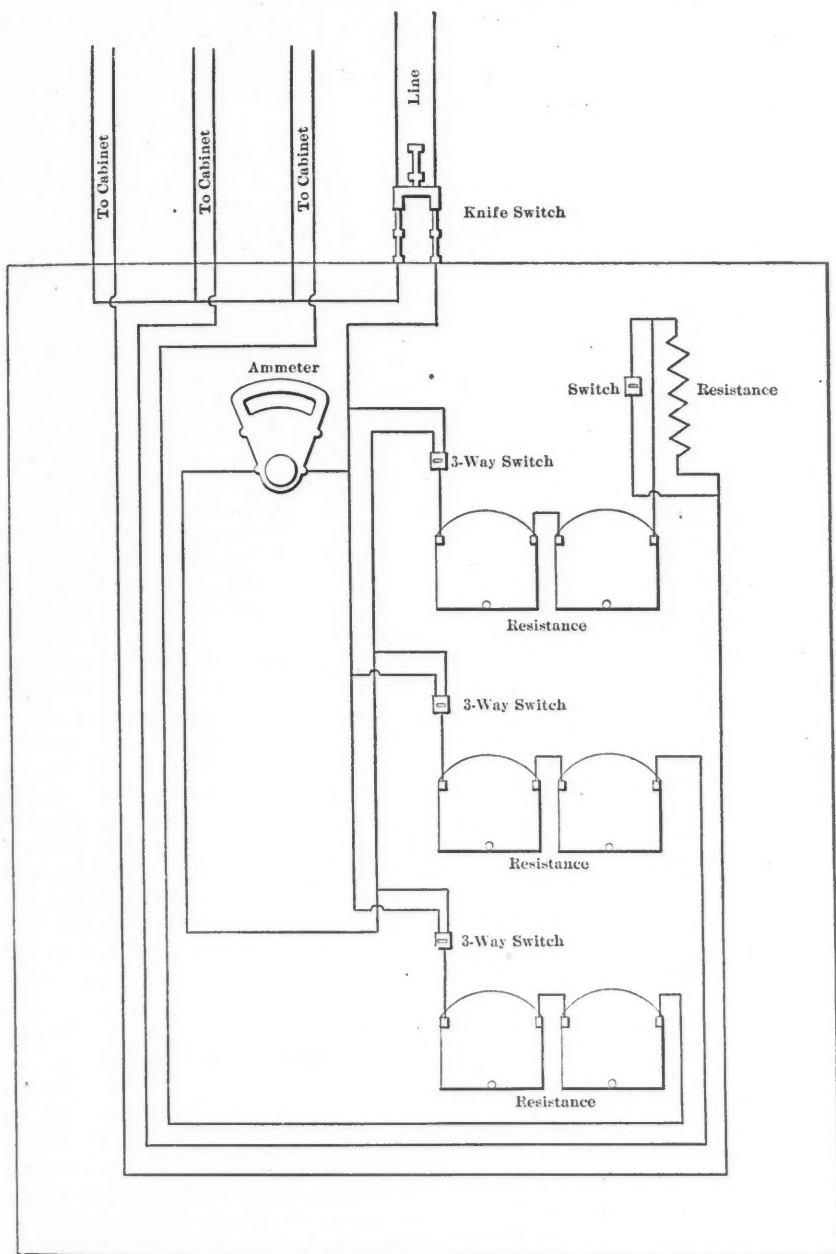 To Cabinet
To Cabinet
To Cabinet
Line
Knife Switch
Ammeter
Switch
Resistance
3-Way Switch
Resistance
3-Way Switch
Resistance
3-Way Switch
Resistance